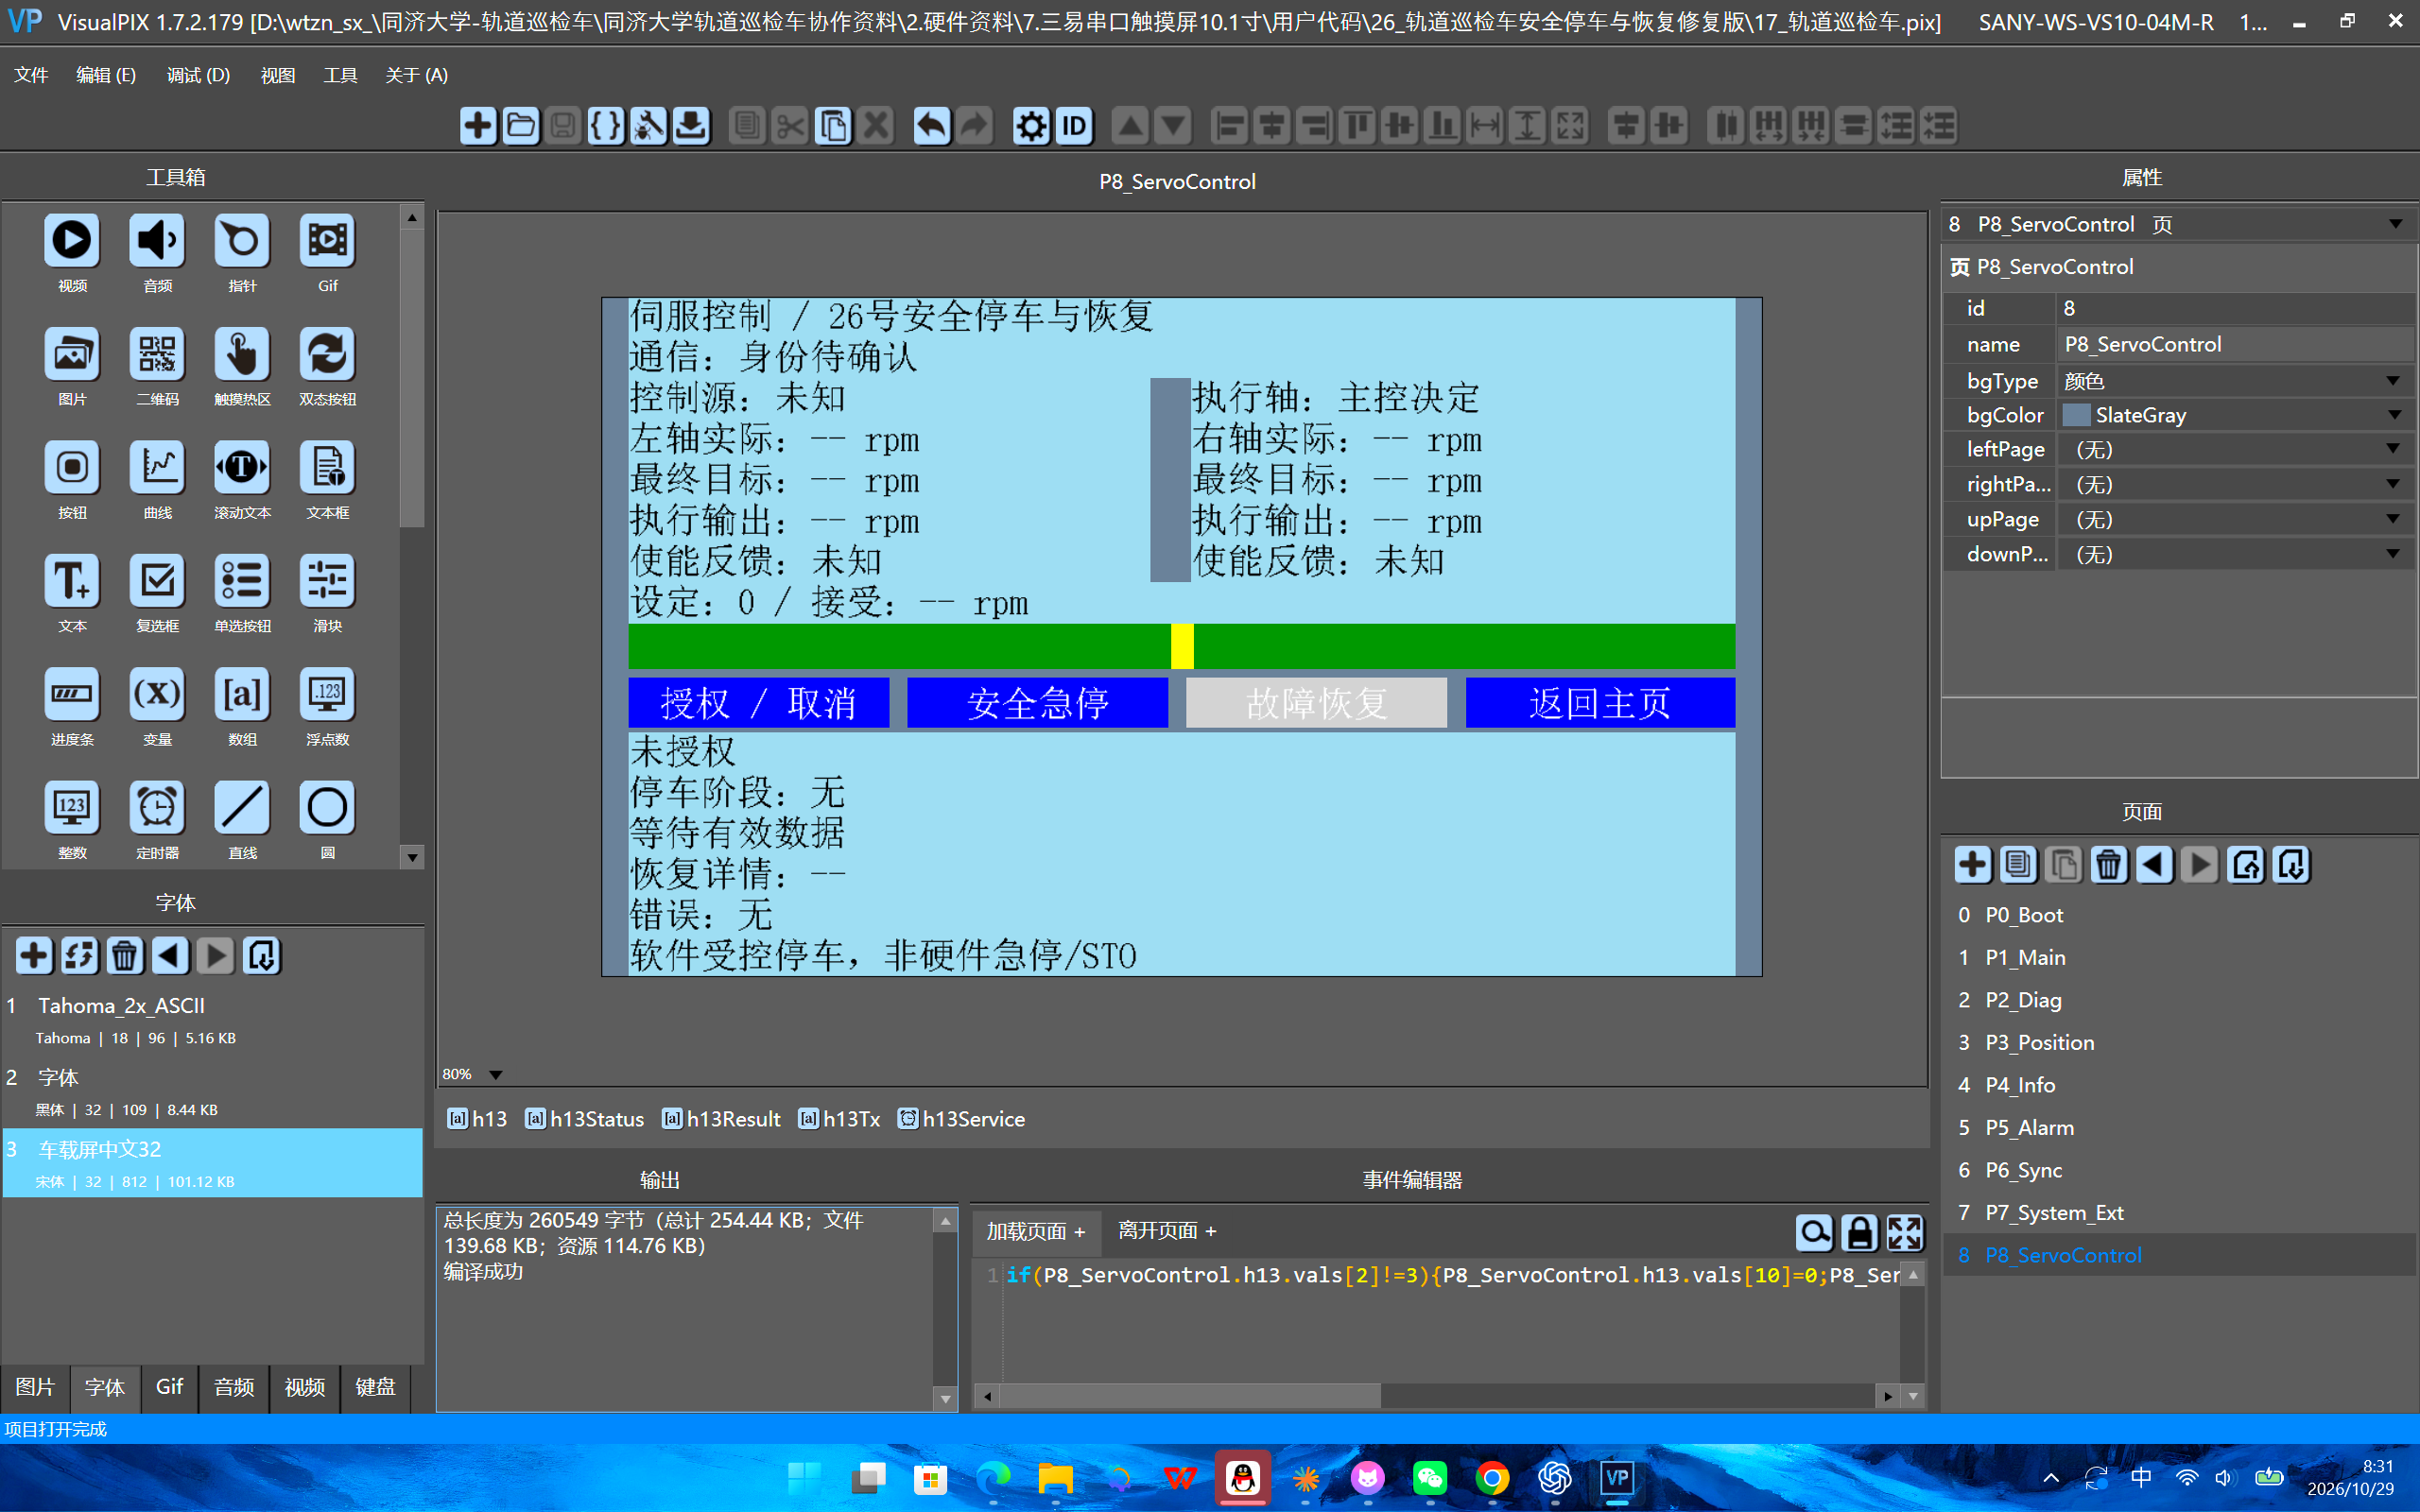 VP VisualPIX 1.7.2.179 [D:\wtzn_sx_\同济大学-轨道巡检车\同济大学轨道巡检车协作资料\2.硬件资料\7.三易串口触摸屏10.1寸\用户代码\26_轨道巡检车安全停车与恢复修复版\17_轨道巡检车.pix] SANY-WS-VS10-04M-R 1...
文件 编辑 (E) 调试 (D) 视图 工具 关于 (A)
ID
工具箱
视频 音频 指针 Gif
图片 二维码 触摸热区 双态按钮
按钮 曲线 滚动文本 文本框
文本 复选框 单选按钮 滑块
进度条 变量 数组 浮点数
整数 定时器 直线 圆
字体
1 Tahoma_2x_ASCII
Tahoma | 18 | 96 | 5.16 KB
2 字体
黑体 | 32 | 109 | 8.44 KB
3 车载屏中文32
宋体 | 32 | 812 | 101.12 KB
图片 字体 Gif 音频 视频 键盘
项目打开完成
P8_ServoControl
伺服控制 / 26号安全停车与恢复
通信：身份待确认
控制源：未知 执行轴：主控决定
左轴实际：-- rpm 右轴实际：-- rpm
最终目标：-- rpm 最终目标：-- rpm
执行输出：-- rpm 执行输出：-- rpm
使能反馈：未知 使能反馈：未知
设定：0 / 接受：-- rpm
授权 / 取消 安全急停 故障恢复 返回主页
未授权
停车阶段：无
等待有效数据
恢复详情：--
错误：无
软件受控停车，非硬件急停/STO
80%
[a] h13 [a] h13Status [a] h13Result [a] h13Tx h13Service
输出
总长度为 260549 字节（总计 254.44 KB；文件
139.68 KB；资源 114.76 KB）
编译成功
事件编辑器
加载页面 + 离开页面 +
1 if(P8_ServoControl.h13.vals[2]!=3){P8_ServoControl.h13.vals[10]=0;P8_Ser
属性
8 P8_ServoControl 页
页 P8_ServoControl
id 8
name P8_ServoControl
bgType 颜色
bgColor SlateGray
leftPage (无)
rightPa... (无)
upPage (无)
downP... (无)
页面
0 P0_Boot
1 P1_Main
2 P2_Diag
3 P3_Position
4 P4_Info
5 P5_Alarm
6 P6_Sync
7 P7_System_Ext
8 P8_ServoControl
VP
中
8:31
2026/10/29